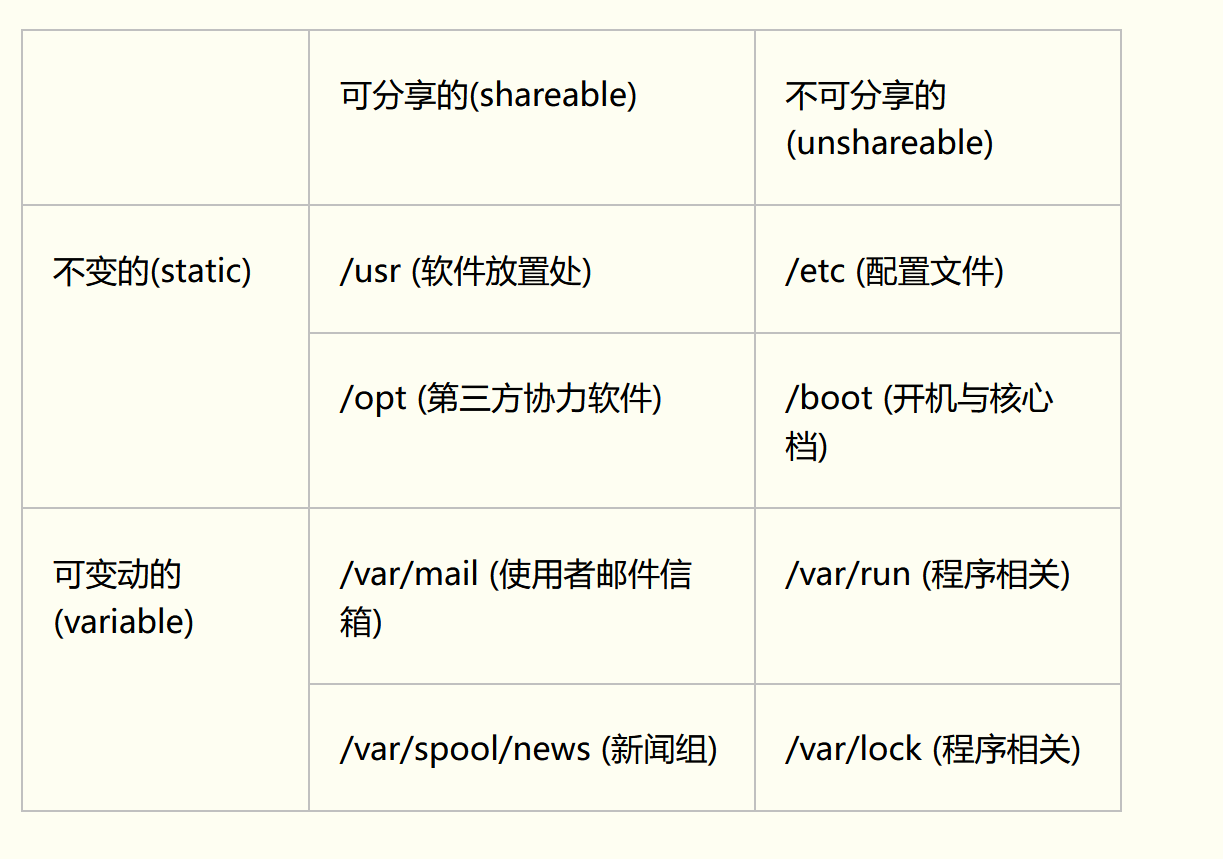 可分享的(shareable)
不可分享的
(unshareable)
不变的(static)
/usr (软件放置处)
/etc (配置文件)
/opt (第三方协力软件)
/boot (开机与核心
档)
可变动的
(variable)
/var/mail (使用者邮件信
箱)
/var/run (程序相关)
/var/spool/news (新闻组)
/var/lock (程序相关)